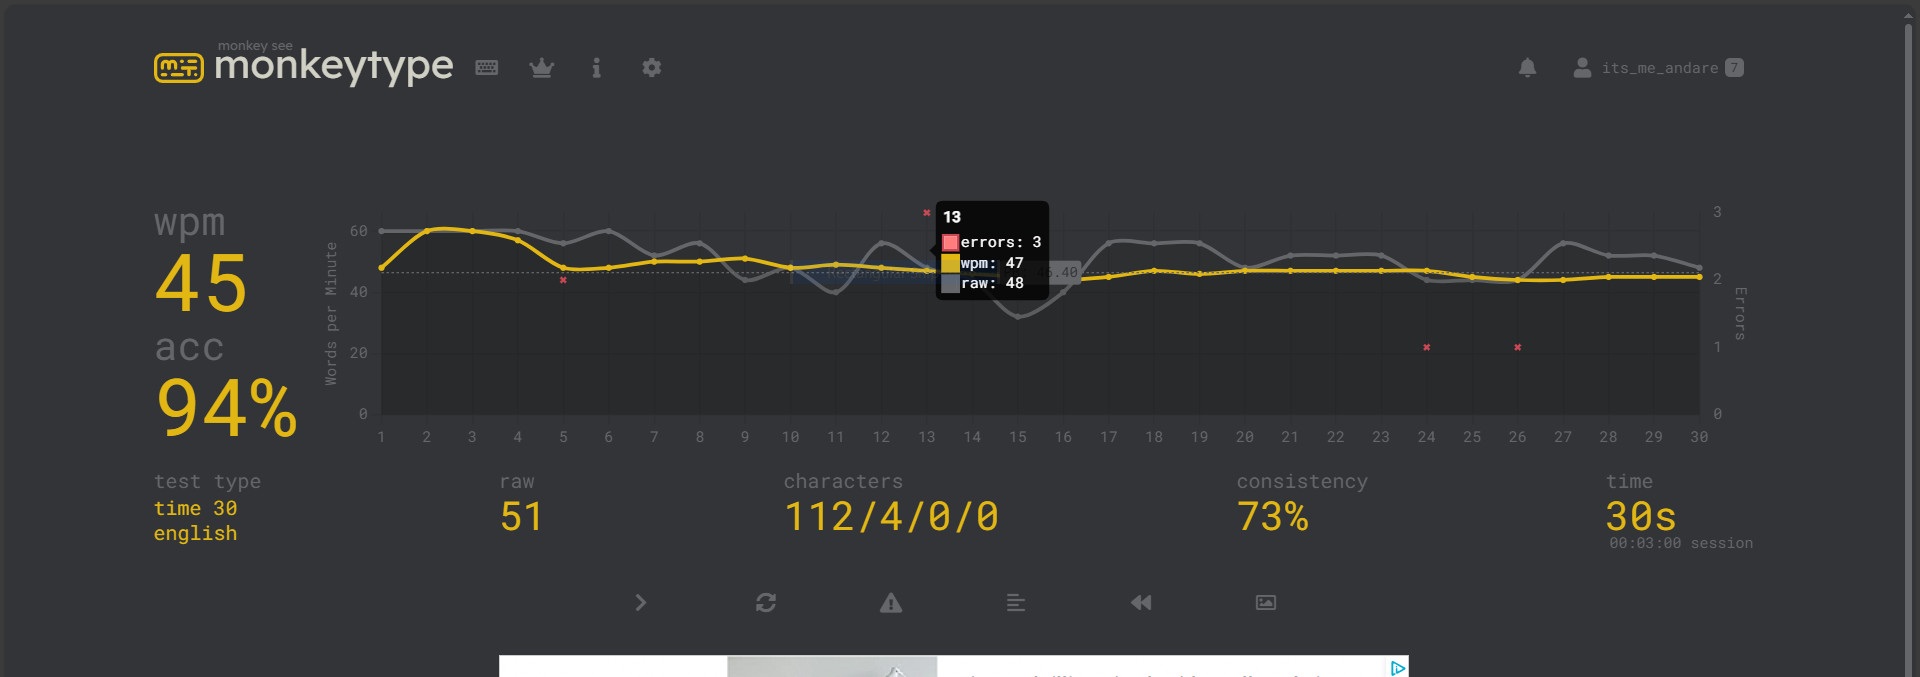 monkey see
monkeytype
its_me_andare 7
wpm
45
acc
94%
Words per Minute
60
40
20
0
13
errors: 3
wpm: 47
raw: 48
46.40
3
2
1
0
Errors
1 2 3 4 5 6 7 8 9 10 11 12 13 14 15 16 17 18 19 20 21 22 23 24 25 26 27 28 29 30
test type
time 30
english
raw
51
characters
112/4/0/0
consistency
73%
time
30s
00:03:00 session